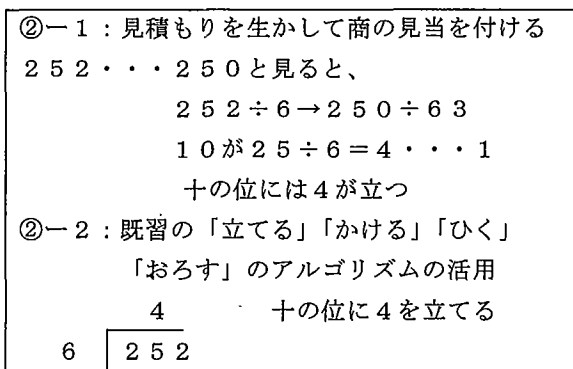 ②ー１：見積もりを生かして商の見当を付ける
２５２・・・２５０と見ると、
２５２÷６→２５０÷６３
１０が２５÷６＝４・・・１
十の位には４が立つ
②ー２：既習の「立てる」「かける」「ひく」
「おろす」のアルゴリズムの活用
４　十の位に４を立てる
６　２５２